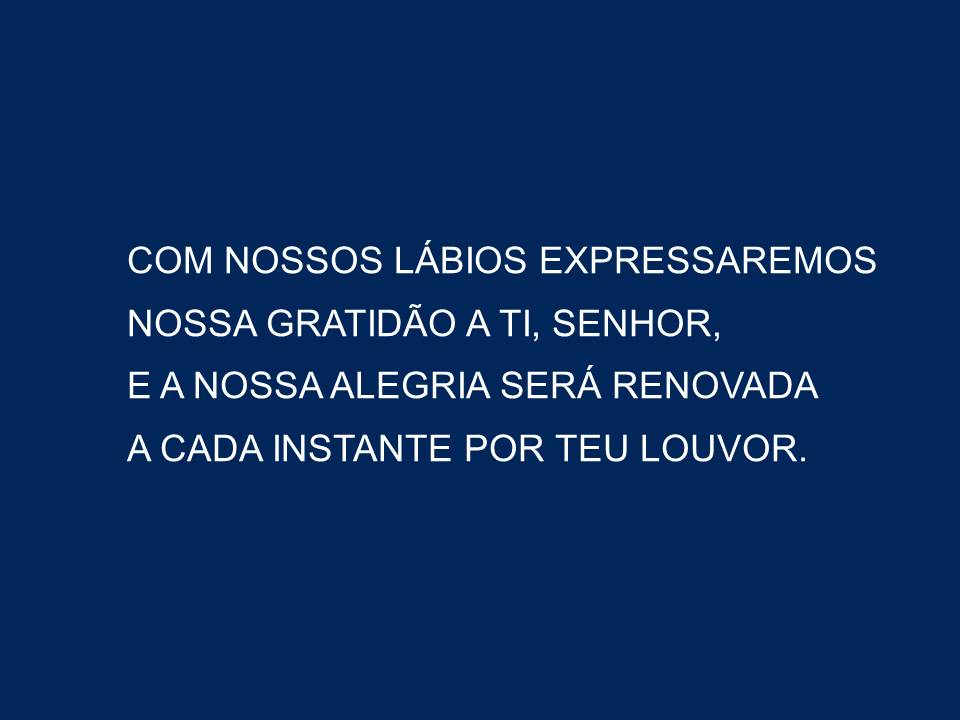 COM NOSSOS LÁBIOS EXPRESSAREMOS
NOSSA GRATIDÃO A TI, SENHOR,
E A NOSSA ALEGRIA SERÁ RENOVADA
A CADA INSTANTE POR TEU LOUVOR.